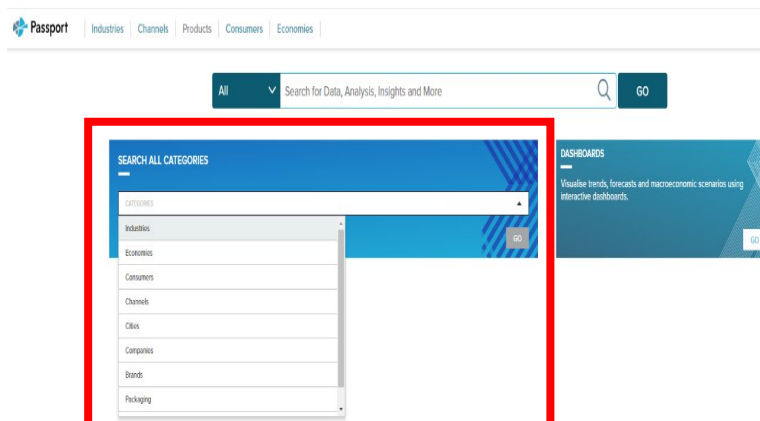 Passport Industries Channels Products Consumers Economies
All Search for Data, Analysis, Insights and More GO
SEARCH ALL CATEGORIES
CATEGORIES
GO
Industries
Economies
Consumers
Channels
Cities
Companies
Brands
Packaging
DASHBOARDS
Visualise trends, forecasts and macroeconomic scenarios using
interactive dashboards.
GO